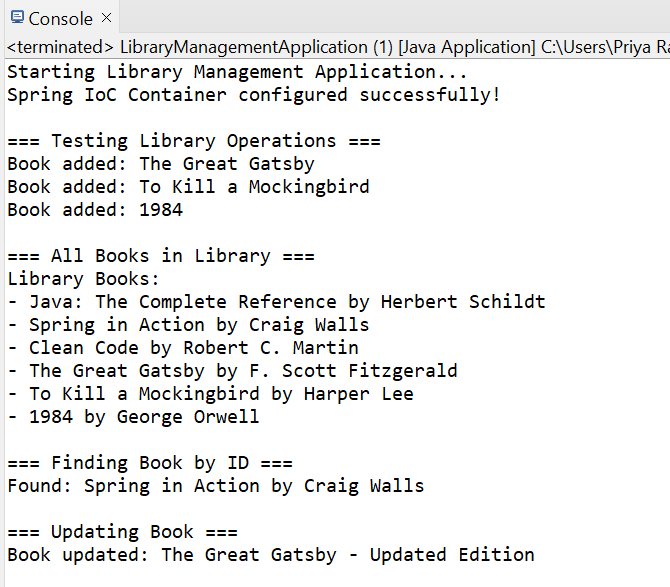 Console
<terminated> LibraryManagementApplication (1) [Java Application] C:\Users\Priya Ra
Starting Library Management Application...
Spring IoC Container configured successfully!
=== Testing Library Operations ===
Book added: The Great Gatsby
Book added: To Kill a Mockingbird
Book added: 1984
=== All Books in Library ===
Library Books:
- Java: The Complete Reference by Herbert Schildt
- Spring in Action by Craig Walls
- Clean Code by Robert C. Martin
- The Great Gatsby by F. Scott Fitzgerald
- To Kill a Mockingbird by Harper Lee
- 1984 by George Orwell
=== Finding Book by ID ===
Found: Spring in Action by Craig Walls
=== Updating Book ===
Book updated: The Great Gatsby - Updated Edition